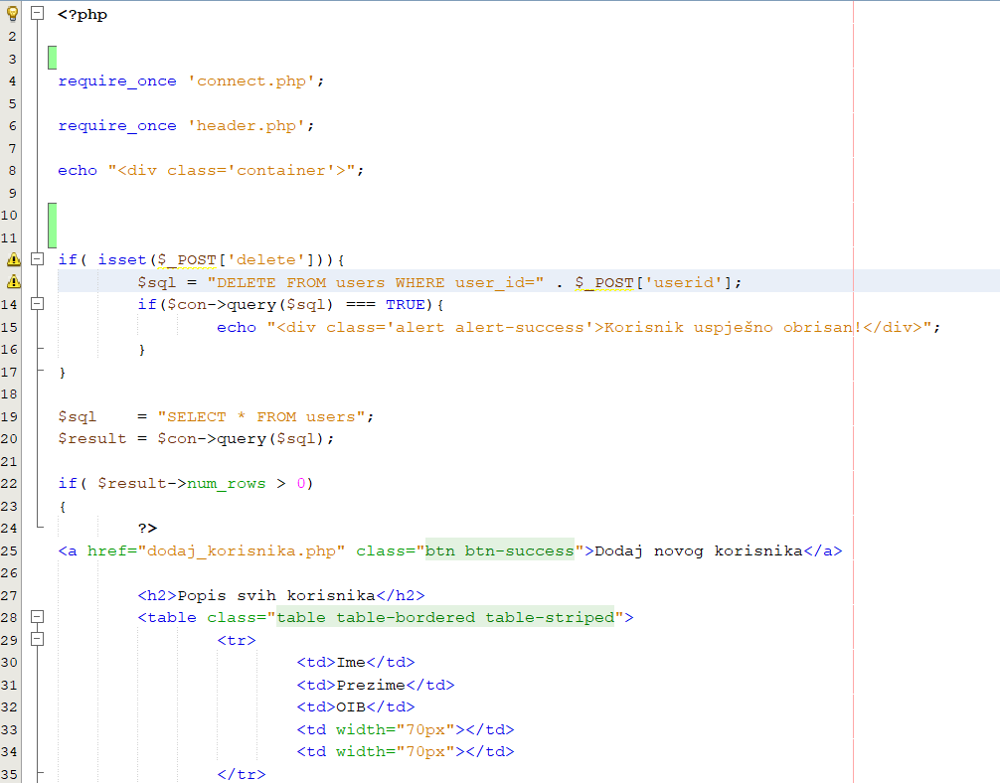 <?php
2
3
4 require_once 'connect.php';
5
6 require_once 'header.php';
7
8 echo "<div class='container'>";
9
10
11
if( isset($_POST['delete'])){
$sql = "DELETE FROM users WHERE user_id=" . $_POST['userid'];
14 if($con->query($sql) === TRUE){
15 echo "<div class='alert alert-success'>Korisnik uspješno obrisan!</div>";
16 }
17 }
18
19 $sql    = "SELECT * FROM users";
20 $result = $con->query($sql);
21
22 if( $result->num_rows > 0)
23 {
24 ?>
25 <a href="dodaj_korisnika.php" class="btn btn-success">Dodaj novog korisnika</a>
26
27 <h2>Popis svih korisnika</h2>
28 <table class="table table-bordered table-striped">
29 <tr>
30 <td>Ime</td>
31 <td>Prezime</td>
32 <td>OIB</td>
33 <td width="70px"></td>
34 <td width="70px"></td>
35 </tr>